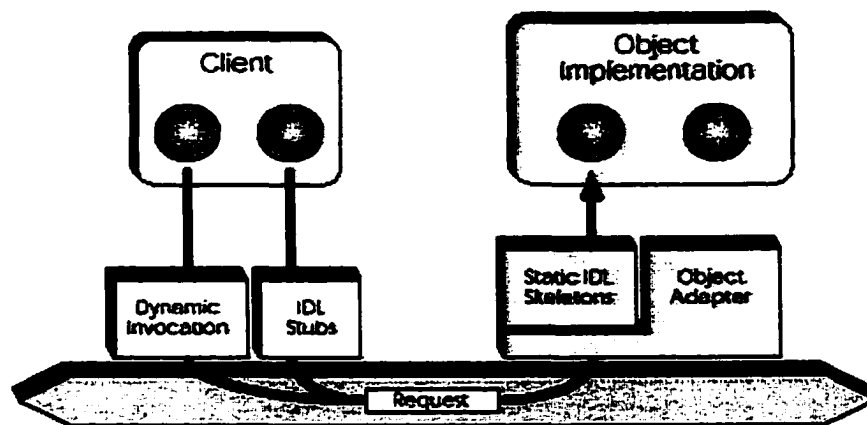 Client
Object
Implementation
Dynamic
Invocation
IDL
Stubs
Static IDL
Skeletons
Object
Adapter
Request